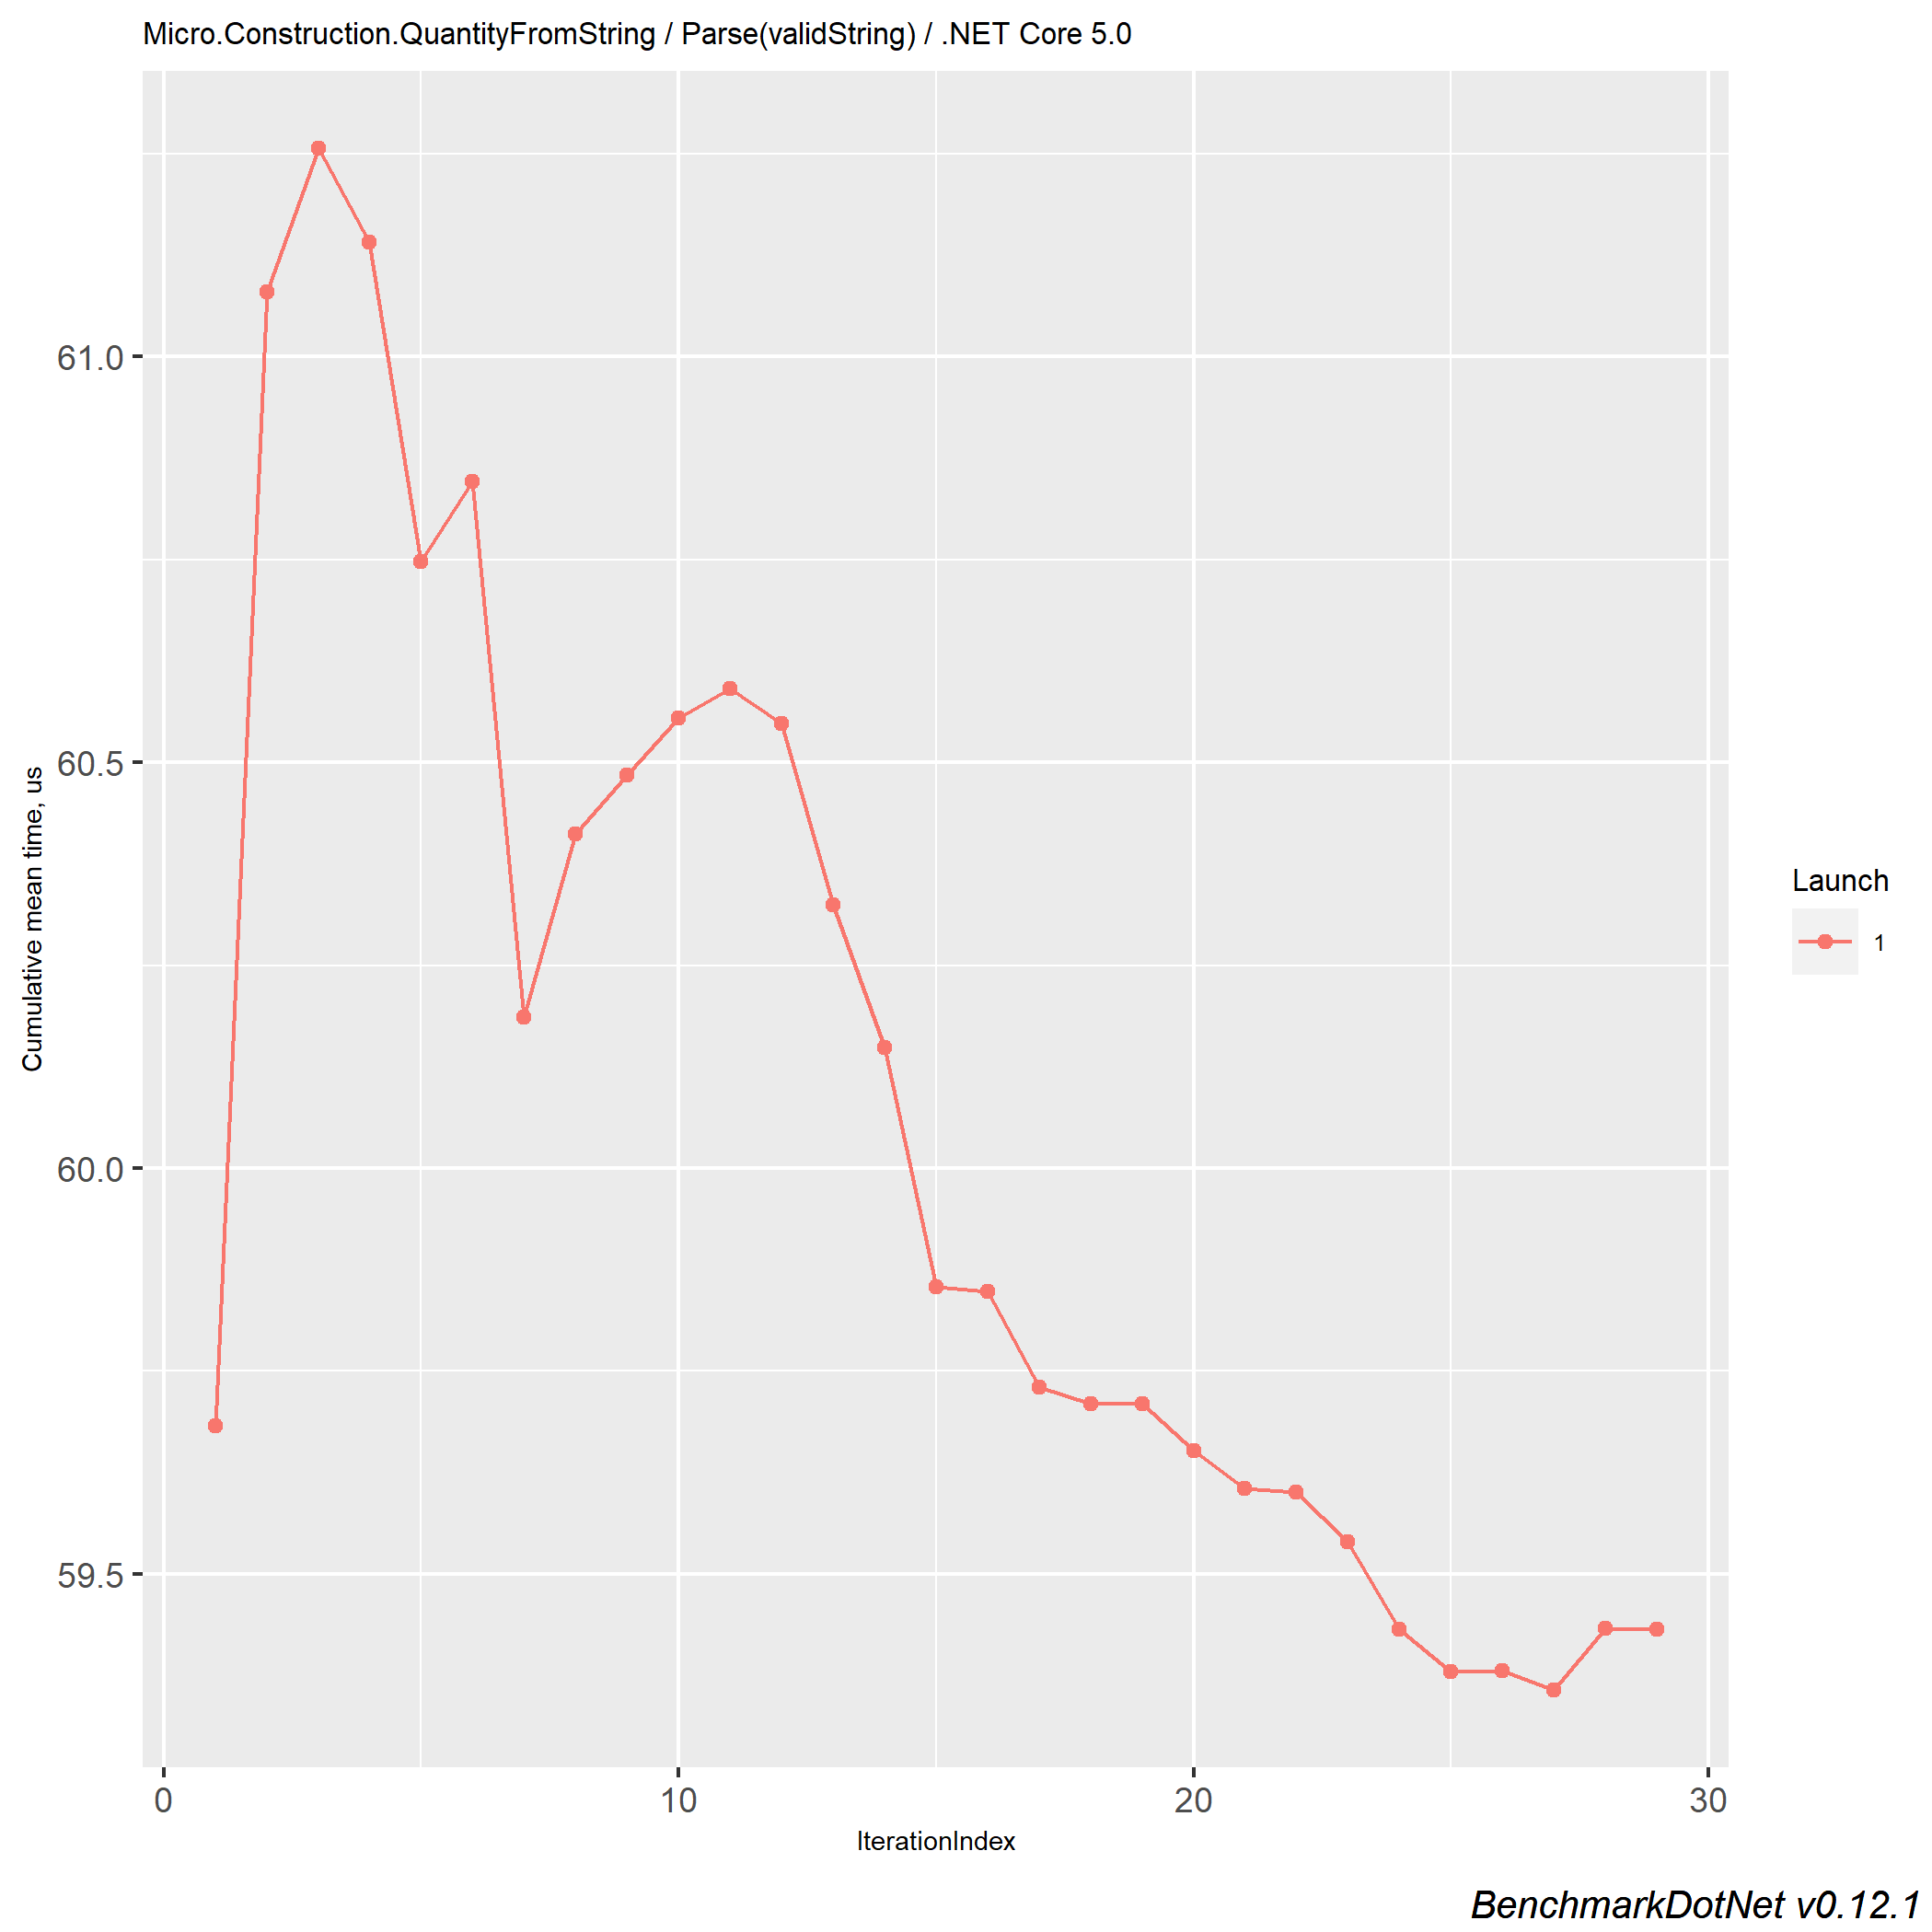 Micro.Construction.QuantityFromString / Parse(validString) / .NET Core 5.0
61.0
60.5
60.0
59.5
Cumulative mean time, us
0
10
20
30
IterationIndex
Launch
1
BenchmarkDotNet v0.12.1